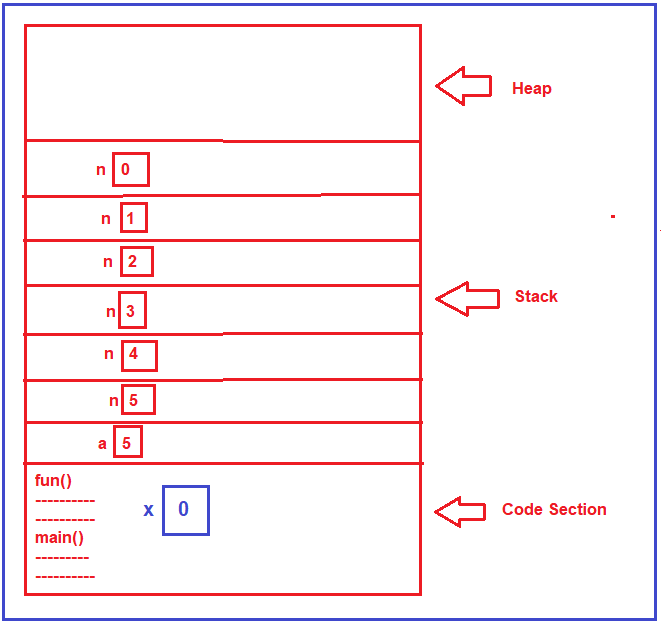 Heap
n 0
n 1
n 2
n 3
Stack
n 4
n 5
a 5
fun()
----------
----------
x 0
Code Section
main()
---------
----------